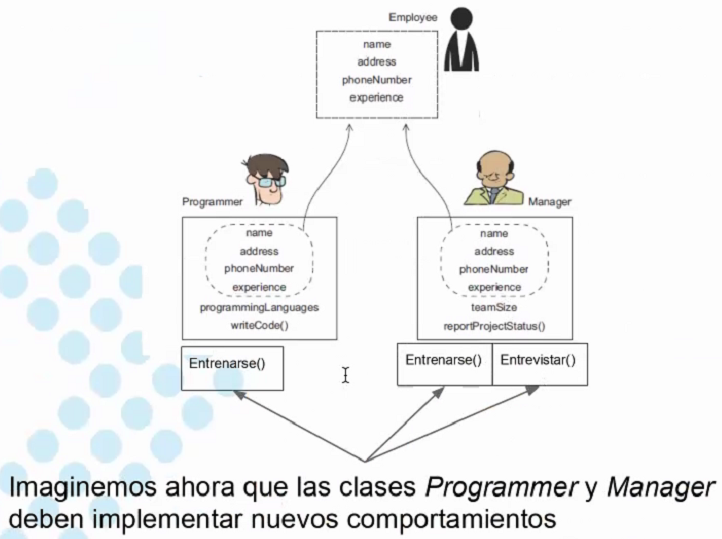 Employee
name
address
phoneNumber
experience
Programmer
name
address
phoneNumber
experience
programmingLanguages
writeCode()
Manager
name
address
phoneNumber
experience
teamSize
reportProjectStatus()
Entrenarse()
Entrenarse()
Entrevistar()
Imaginemos ahora que las clases Programmer y Manager
deben implementar nuevos comportamientos